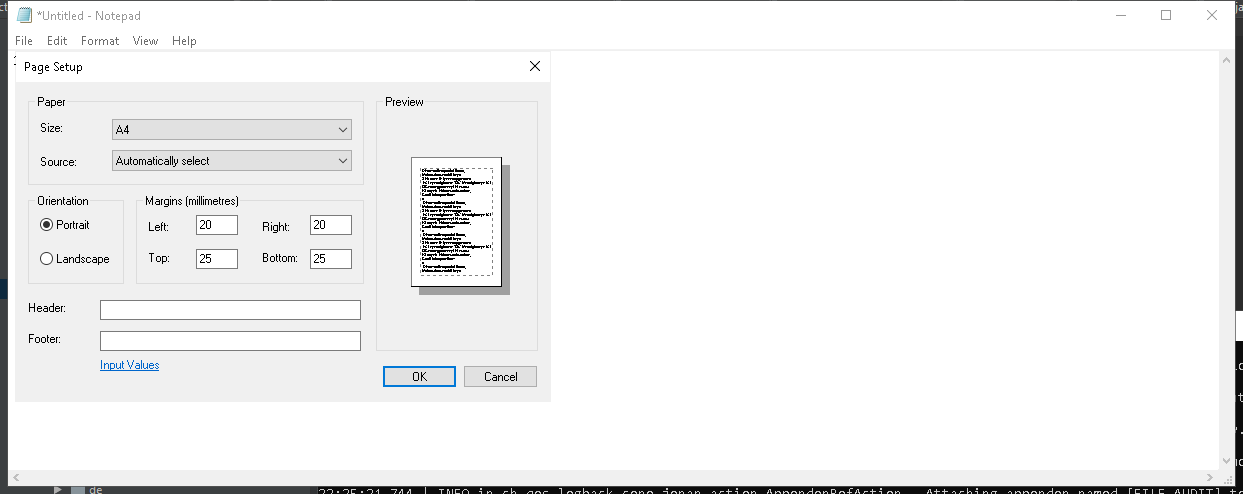 *Untitled - Notepad
File Edit Format View Help
Page Setup
Paper
Size: A4
Source: Automatically select
Orientation
Portrait
Landscape
Margins (millimetres)
Left: 20 Right: 20
Top: 25 Bottom: 25
Header:
Footer:
Input Values
Preview
OK Cancel
de
22:25:21.744 | INFO in ch.qos.logback.core.joran.action.AppenderRefAction - Attaching appender named [FILE_AUDIT] t